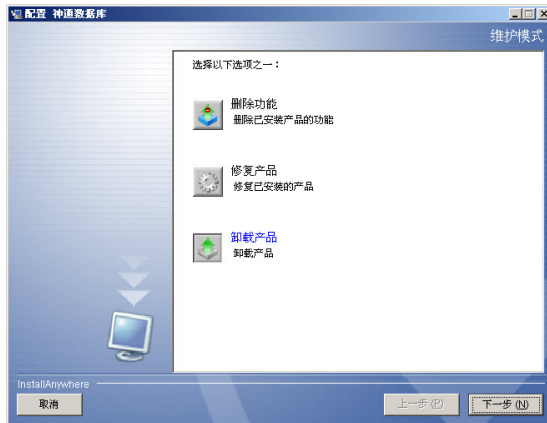 配置 神通数据库
维护模式
选择以下选项之一：
删除功能
删除已安装产品的功能
修复产品
修复已安装的产品
卸载产品
卸载产品
InstallAnywhere
取消
上一步(P)
下一步(N)